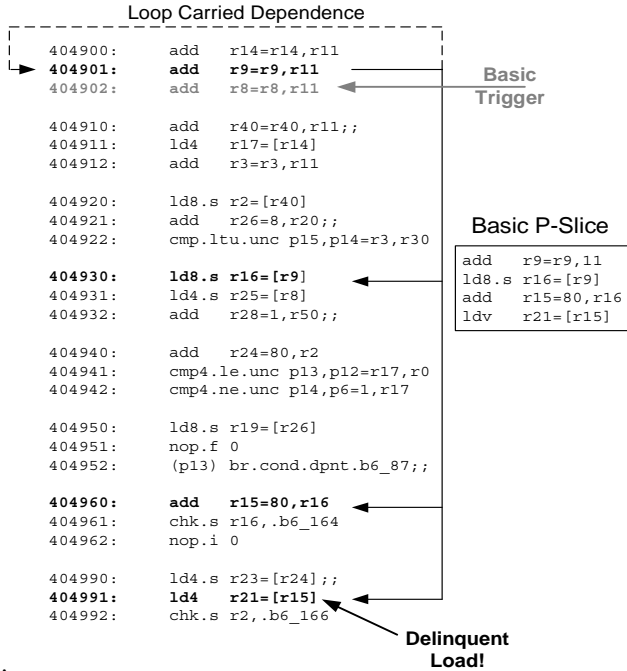 Loop Carried Dependence
404900: add r14=r14,r11
404901: add r9=r9,r11
404902: add r8=r8,r11
Basic
Trigger
404910: add r40=r40,r11;;
404911: ld4 r17=[r14]
404912: add r3=r3,r11
404920: ld8.s r2=[r40]
404921: add r26=8,r20;;
404922: cmp.ltu.unc p15,p14=r3,r30
404930: ld8.s r16=[r9]
404931: ld4.s r25=[r8]
404932: add r28=1,r50;;
404940: add r24=80,r2
404941: cmp4.le.unc p13,p12=r17,r0
404942: cmp4.ne.unc p14,p6=1,r17
404950: ld8.s r19=[r26]
404951: nop.f 0
404952: (p13) br.cond.dpnt.b6_87;;
404960: add r15=80,r16
404961: chk.s r16,.b6_164
404962: nop.i 0
404990: ld4.s r23=[r24];;
404991: ld4 r21=[r15]
404992: chk.s r2,.b6_166
Basic P-Slice
add r9=r9,11
ld8.s r16=[r9]
add r15=80,r16
ldv r21=[r15]
Delinquent
Load!